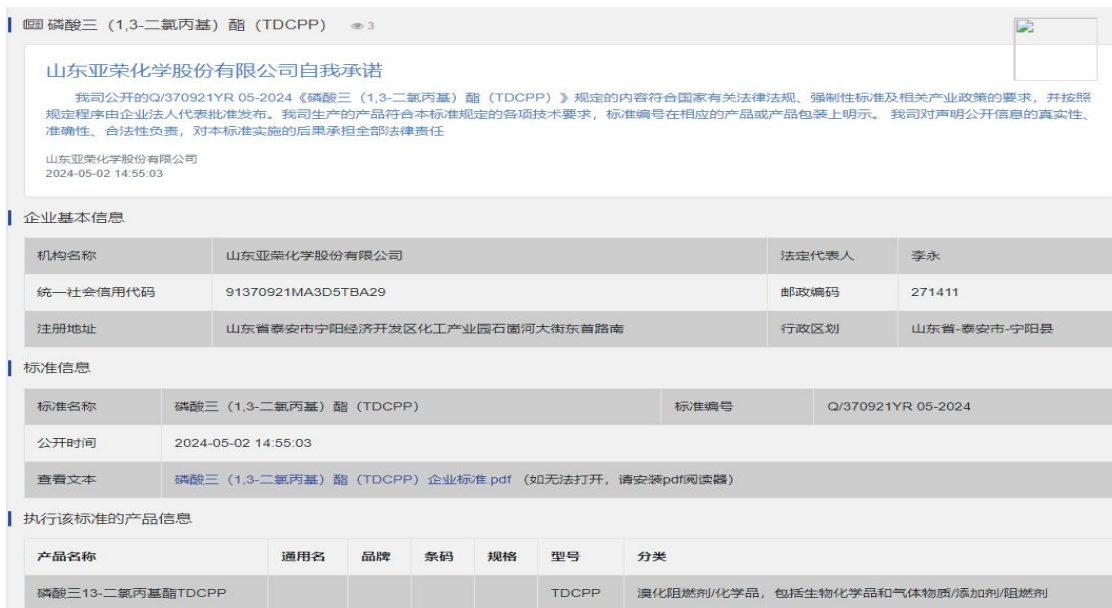 磷酸三（1,3-二氯丙基）酯（TDCPP） 3
山东亚荣化学股份有限公司自我承诺
我司公开的Q/370921YR 05-2024《磷酸三（1,3-二氯丙基）酯（TDCPP）》规定的内容符合国家有关法律法规、强制性标准及相关产业政策的要求，并按照
规定程序由企业法人代表批准发布。我司生产的产品符合本标准规定的各项技术要求，标准编号在相应的产品或产品包装上明示。 我司对声明公开信息的真实性、
准确性、合法性负责，对本标准实施的后果承担全部法律责任
山东亚荣化学股份有限公司
2024-05-02 14:55:03
企业基本信息
机构名称 山东亚荣化学股份有限公司 法定代表人 李永
统一社会信用代码 91370921MA3D5TBA29 邮政编码 271411
注册地址 山东省泰安市宁阳经济开发区化工产业园石崮河大街东首路南 行政区划 山东省-泰安市-宁阳县
标准信息
标准名称 磷酸三（1,3-二氯丙基）酯（TDCPP） 标准编号 Q/370921YR 05-2024
公开时间 2024-05-02 14:55:03
查看文本 磷酸三（1,3-二氯丙基）酯（TDCPP）企业标准.pdf （如无法打开，请安装pdf阅读器）
执行该标准的产品信息
产品名称 通用名 品牌 条码 规格 型号 分类
磷酸三13-二氯丙基酯TDCPP TDCPP 溴化阻燃剂/化学品，包括生物化学品和气体物质/添加剂/阻燃剂